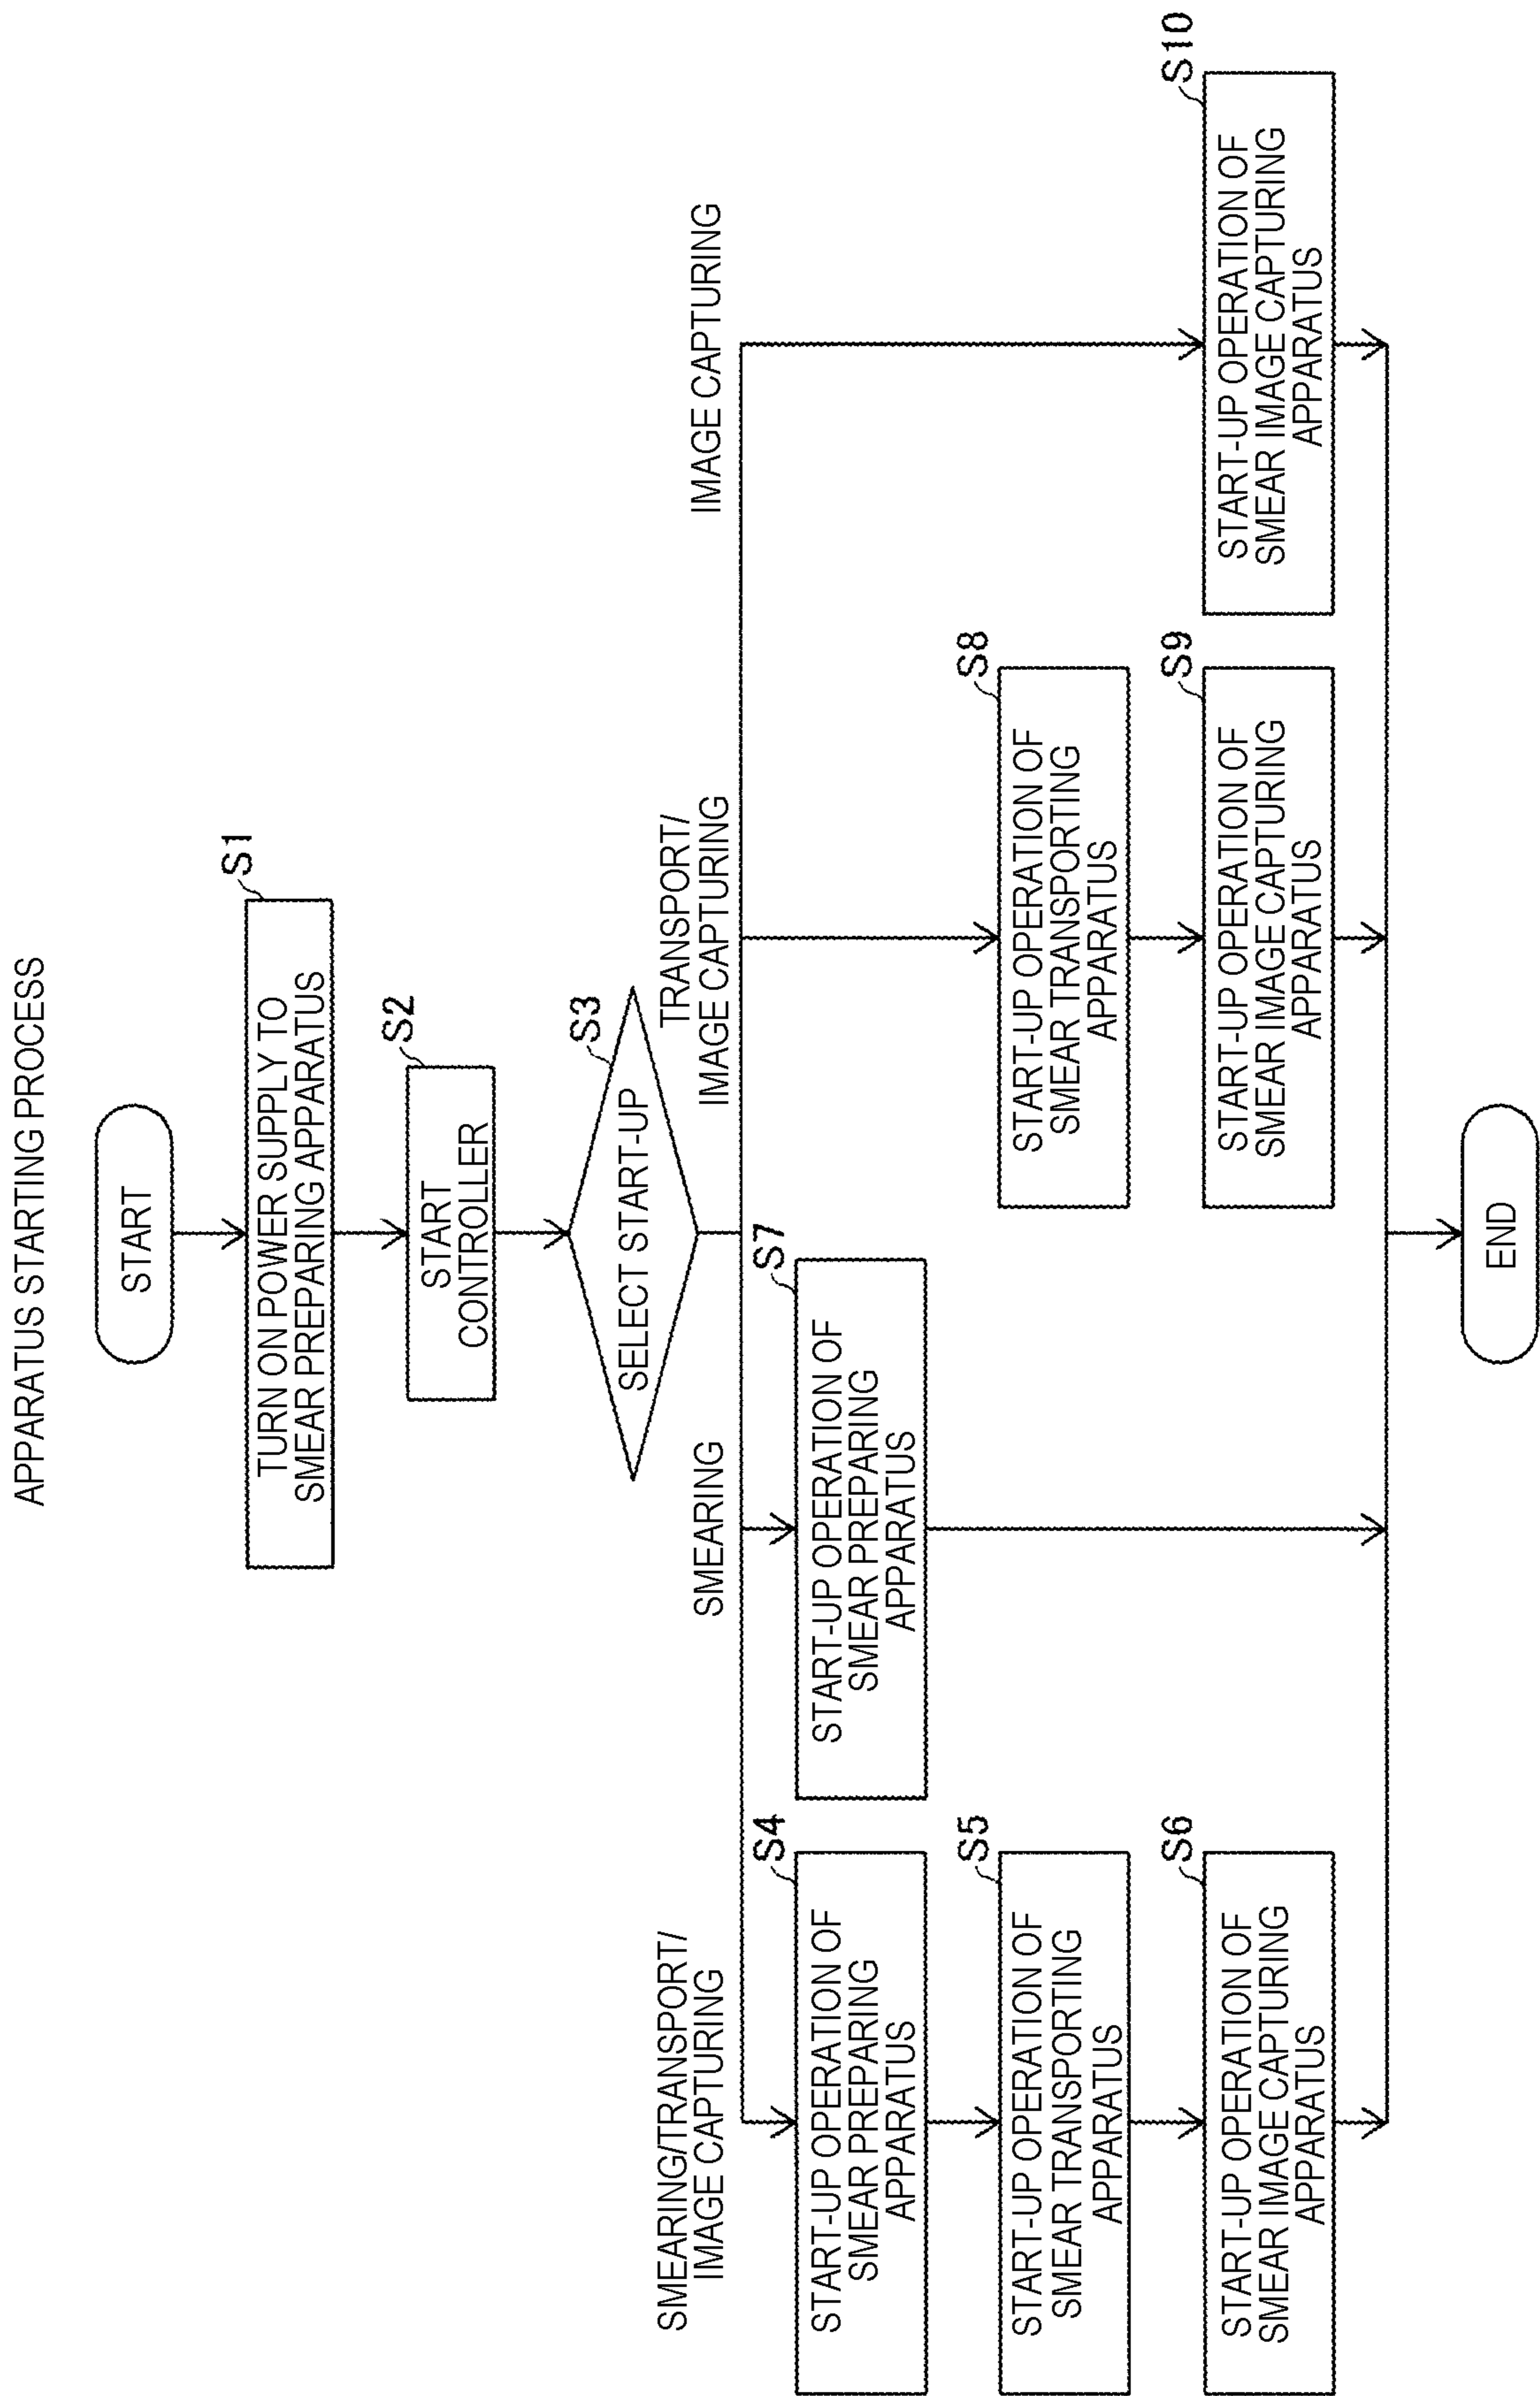 APPARATUS STARTING PROCESS
START
S1
TURN ON POWER SUPPLY TO
SMEAR PREPARING APPARATUS
S2
START
CONTROLLER
S3
SELECT START-UP
SMEARING/TRANSPORT/
IMAGE CAPTURING
SMEARING
TRANSPORT/
IMAGE CAPTURING
IMAGE CAPTURING
S4
START-UP OPERATION OF
SMEAR PREPARING
APPARATUS
S5
START-UP OPERATION OF
SMEAR TRANSPORTING
APPARATUS
S6
START-UP OPERATION OF
SMEAR IMAGE CAPTURING
APPARATUS
S7
START-UP OPERATION OF
SMEAR PREPARING
APPARATUS
S8
START-UP OPERATION OF
SMEAR TRANSPORTING
APPARATUS
S9
START-UP OPERATION OF
SMEAR IMAGE CAPTURING
APPARATUS
S10
START-UP OPERATION OF
SMEAR IMAGE CAPTURING
APPARATUS
END